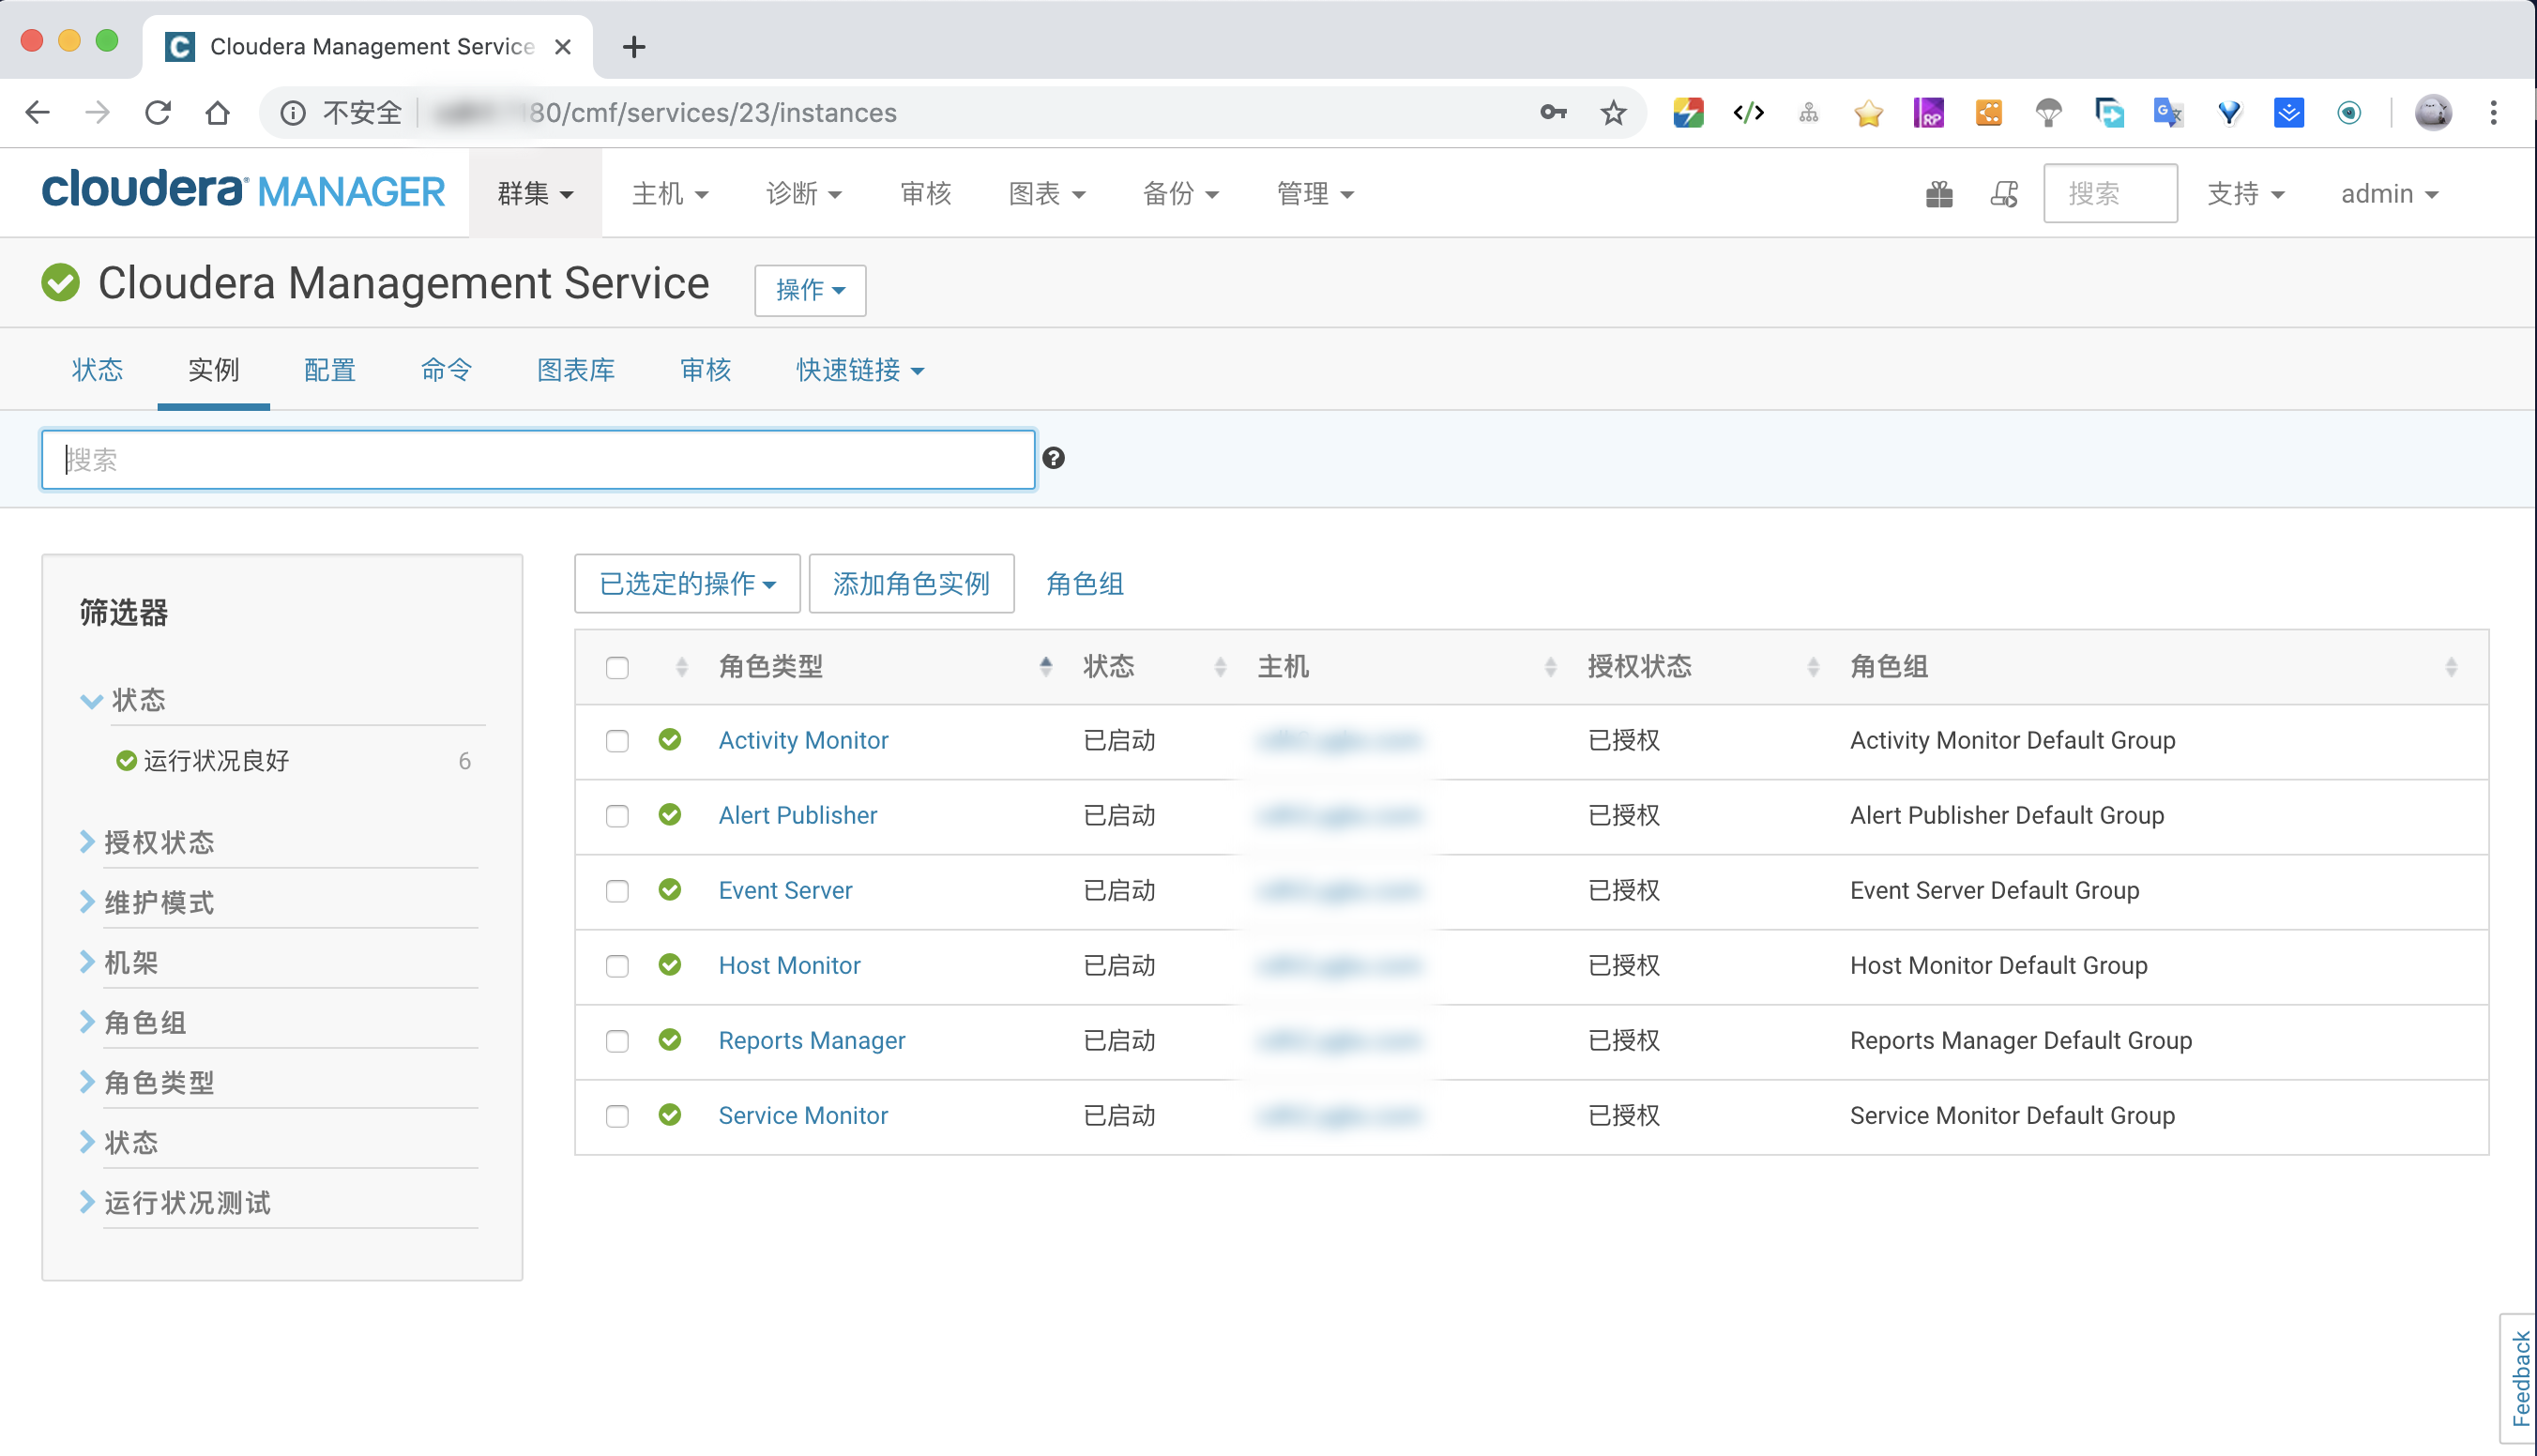 Cloudera Management Service
不安全 80/cmf/services/23/instances
cloudera MANAGER 群集 主机 诊断 审核 图表 备份 管理 搜索 支持 admin
Cloudera Management Service 操作
状态 实例 配置 命令 图表库 审核 快速链接
搜索
筛选器
状态
运行状况良好 6
授权状态
维护模式
机架
角色组
角色类型
状态
运行状况测试
已选定的操作 添加角色实例 角色组
角色类型 状态 主机 授权状态 角色组
Activity Monitor 已启动 已授权 Activity Monitor Default Group
Alert Publisher 已启动 已授权 Alert Publisher Default Group
Event Server 已启动 已授权 Event Server Default Group
Host Monitor 已启动 已授权 Host Monitor Default Group
Reports Manager 已启动 已授权 Reports Manager Default Group
Service Monitor 已启动 已授权 Service Monitor Default Group
Feedback